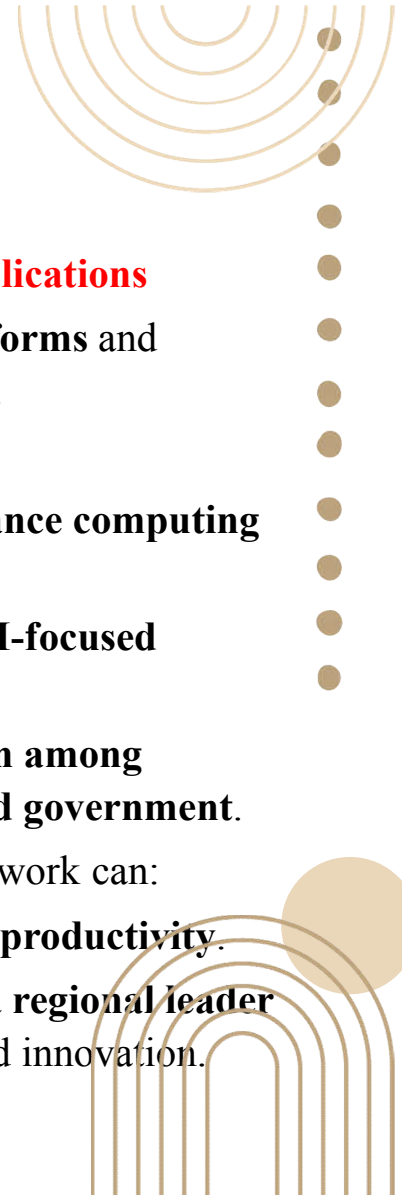 lications
forms and
ance computing
I-focused
n among
d government.
work can:
productivity.
regional leader
d innovation.